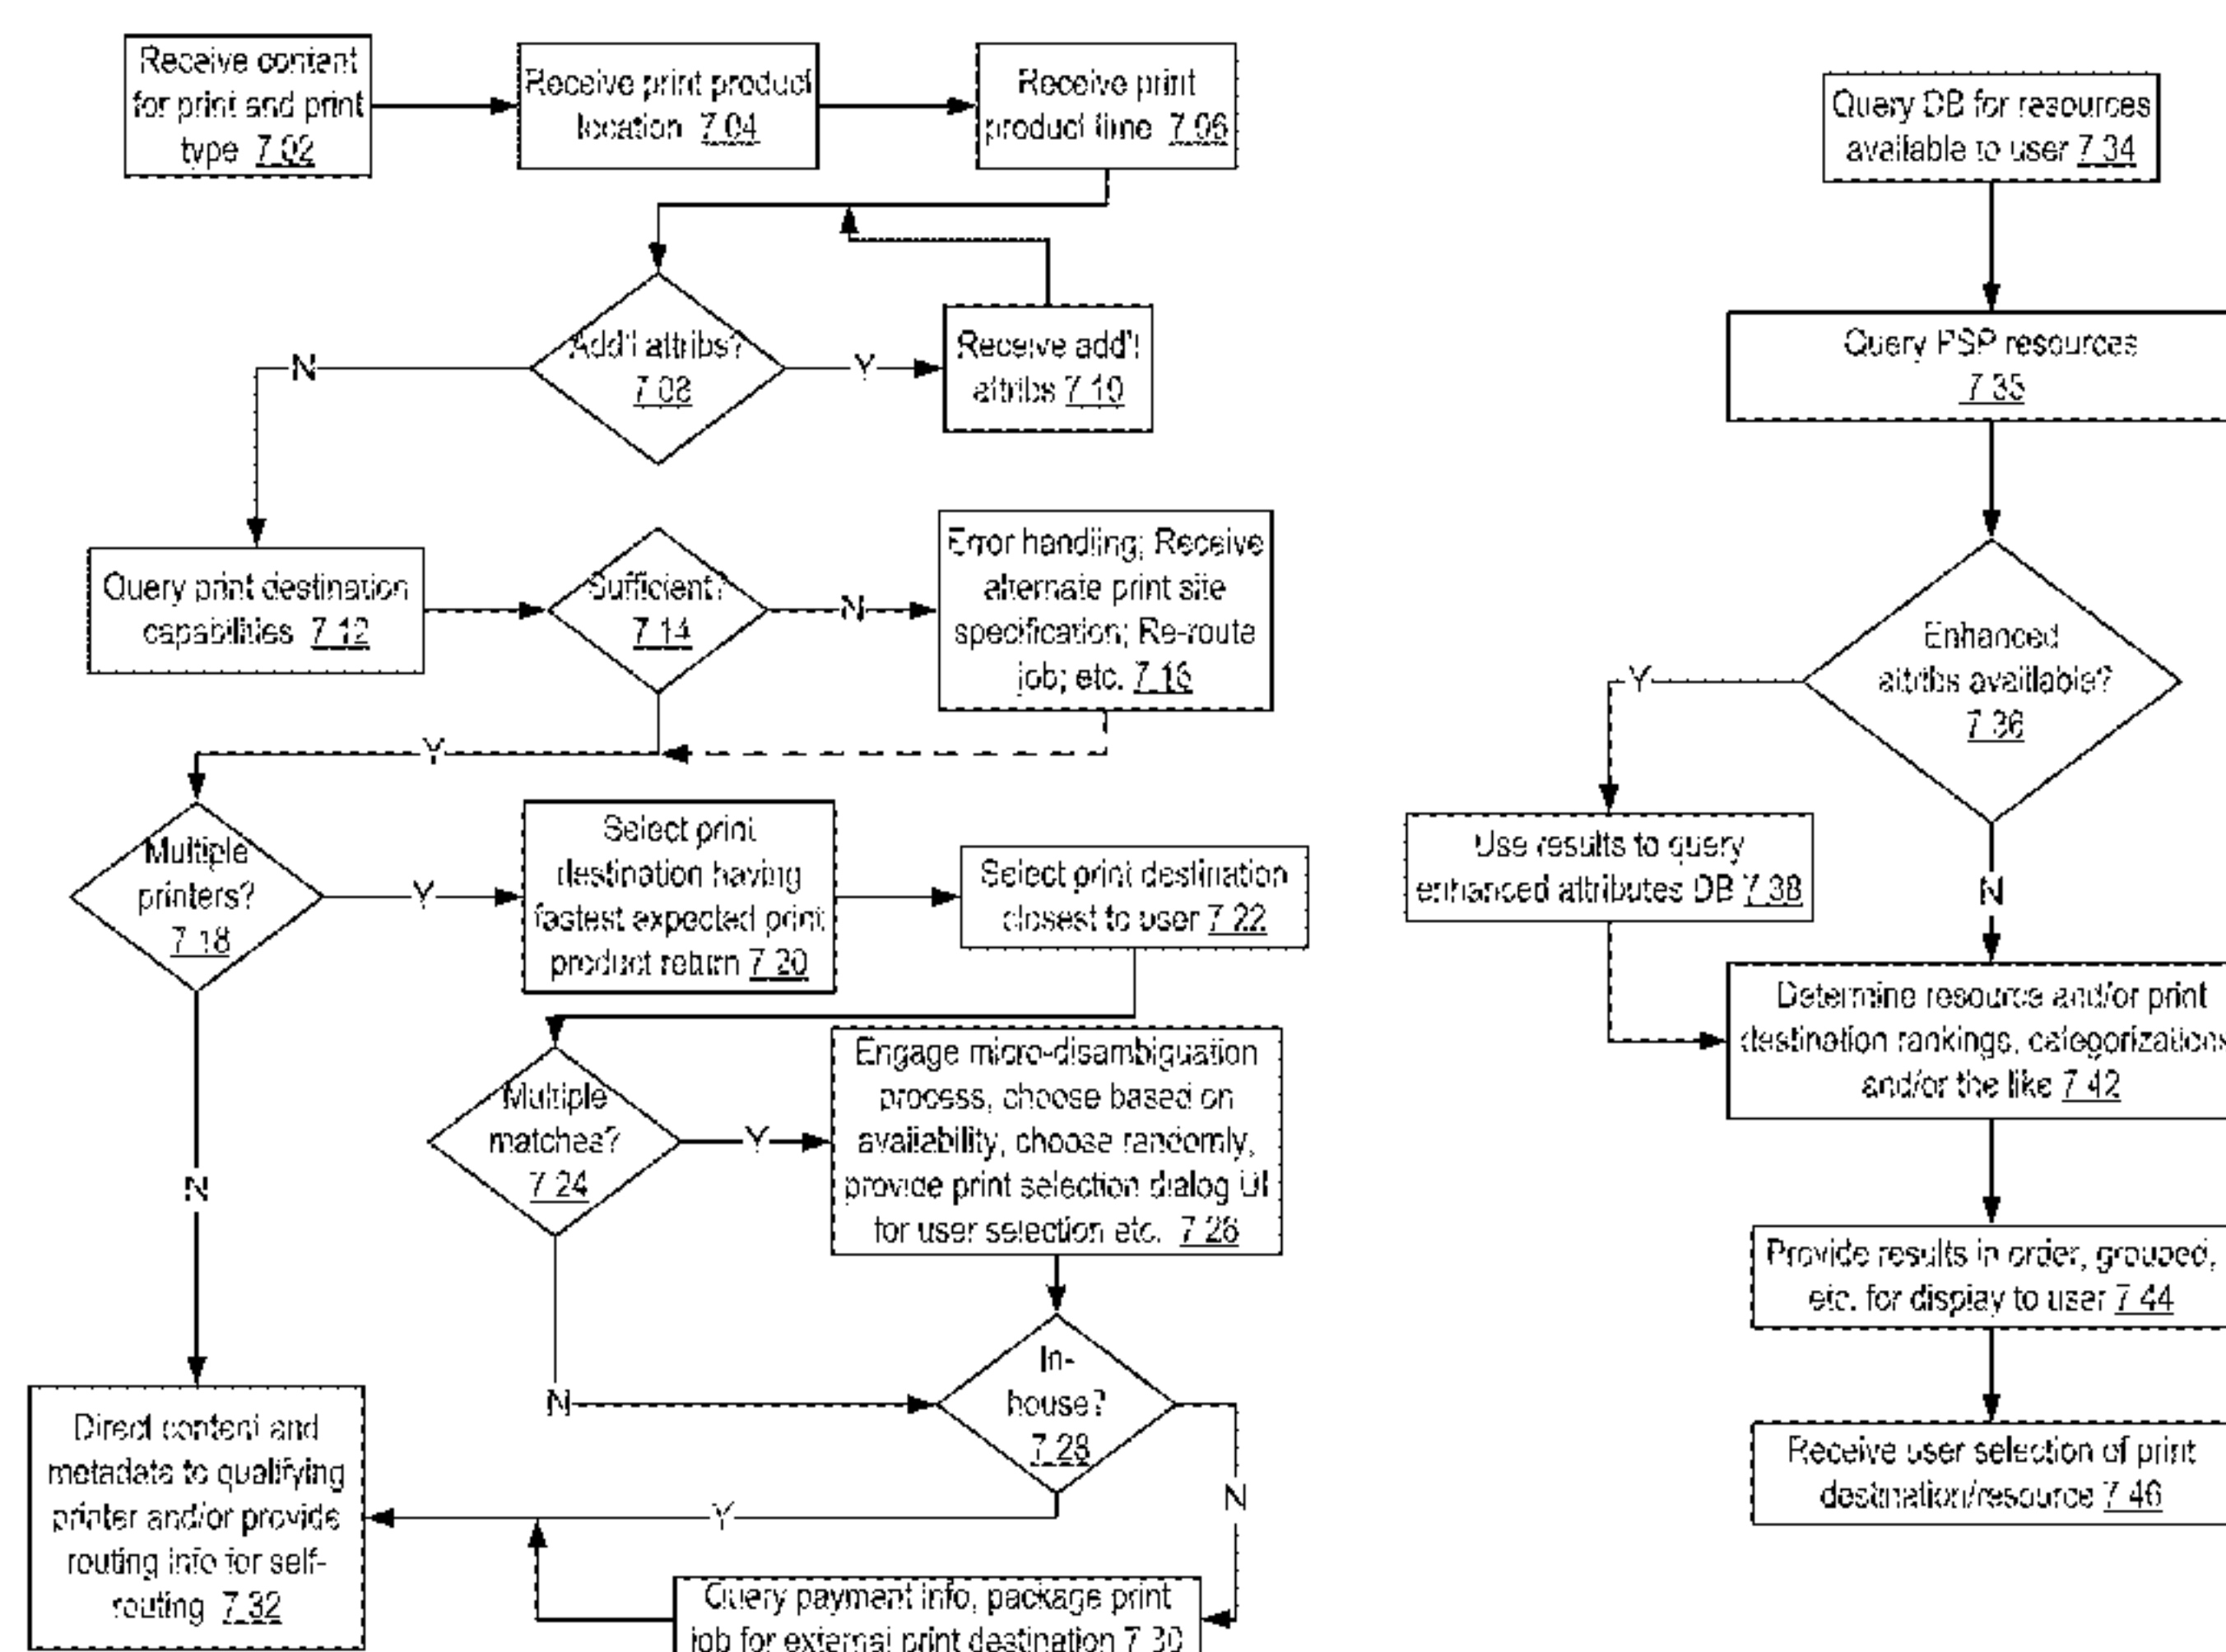 Receive content
for print and print
type 7.02
Receive print product
location 7.04
Receive print
product time 7.06
Add'l attribs?
7.08
Y
N
Receive add'l
attribs 7.10
Query print destination
capabilities 7.12
Sufficient?
7.14
N
Y
Error handling; Receive
alternate print site
specification; Re-route
job; etc. 7.16
Multiple
printers?
7.18
Y
N
Select print
destination having
fastest expected print
product return 7.20
Select print destination
closest to user 7.22
Multiple
matches?
7.24
Y
N
Engage micro-disambiguation
process, choose based on
availability, choose randomly,
provide print selection dialog UI
for user selection etc. 7.26
In-
house?
7.28
N
Y
Query payment info, package print
job for external print destination 7.30
Direct content and
metadata to qualifying
printer and/or provide
routing info for self-
routing 7.32
Query DB for resources
available to user 7.34
Query PSP resources
7.35
Enhanced
attribs avaitlable?
7.36
Y
N
Use results to query
enhanced attributes DB 7.38
Determine resource and/or print
destination rankings, categorizations
and/or the like 7.42
Provide results in order, grouped,
etc. for display to user 7.44
Receive user selection of print
destination/resource 7.46